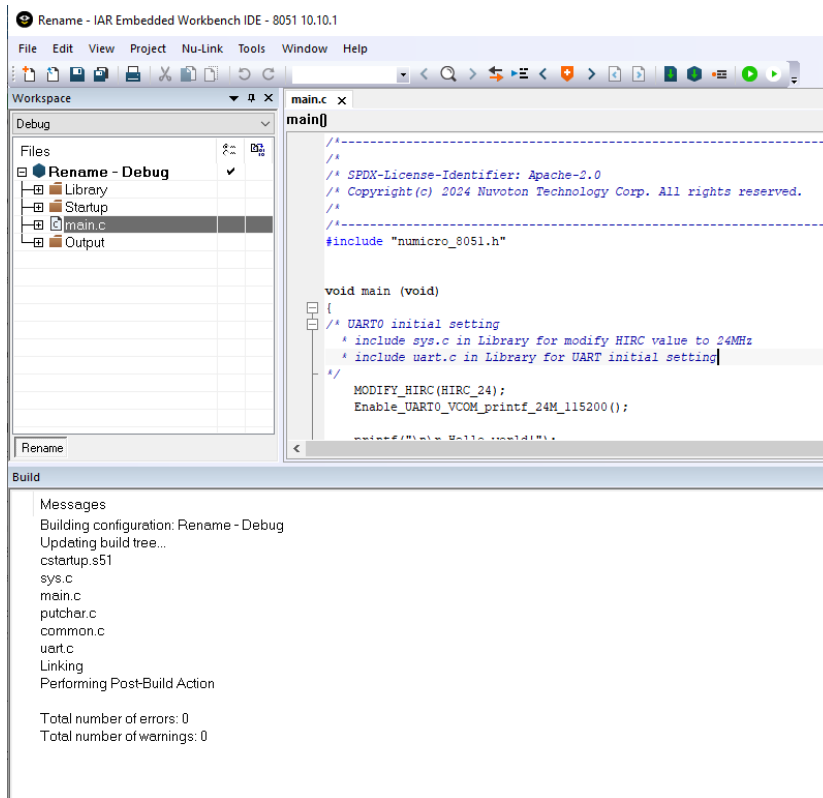 Rename - IAR Embedded Workbench IDE - 8051 10.10.1
File Edit View Project Nu-Link Tools Window Help
Workspace
main.c
Debug
main()
Files
Rename - Debug
Library
Startup
main.c
Output
/*----------------------------------------------------------------------
/*
/* SPDX-License-Identifier: Apache-2.0
/* Copyright(c) 2024 Nuvoton Technology Corp. All rights reserved.
/*
/*----------------------------------------------------------------------
#include "numicro_8051.h"
void main (void)
{
/* UART0 initial setting
* include sys.c in Library for modify HIRC value to 24MHz
* include uart.c in Library for UART initial setting
*/
MODIFY_HIRC(HIRC_24);
Enable_UART0_VCOM_printf_24M_115200();
printf("\n\r Hello world!");
Rename
Build
Messages
Building configuration: Rename - Debug
Updating build tree...
cstartup.s51
sys.c
main.c
putchar.c
common.c
uart.c
Linking
Performing Post-Build Action
Total number of errors: 0
Total number of warnings: 0